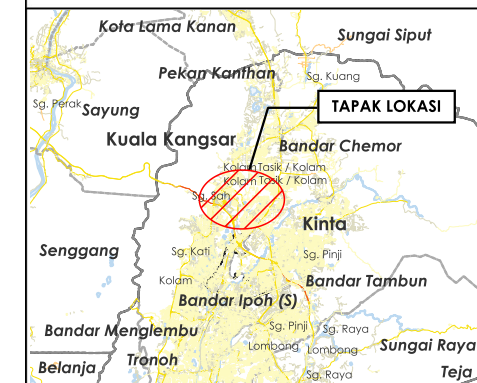 Kota Lama Kanan
Sungai Siput
Pekan Kanthan
Sg. Kuang
Sg. Perak
Sayung
TAPAK LOKASI
Kuala Kangsar
Bandar Chemor
Kolam Tasik / Kolam
Kolam Tasik / Kolam
Sg. Bah
Kinta
Senggang
Sg. Kati
Sg. Pinji
Kolam
Bandar Tambun
Bandar Ipoh (S)
Bandar Menglembu
Sg. Pinji
Sg. Raya
Lombong
Lombong
Sungai Raya
Belanja
Tronoh
Sg. Raya
Teja